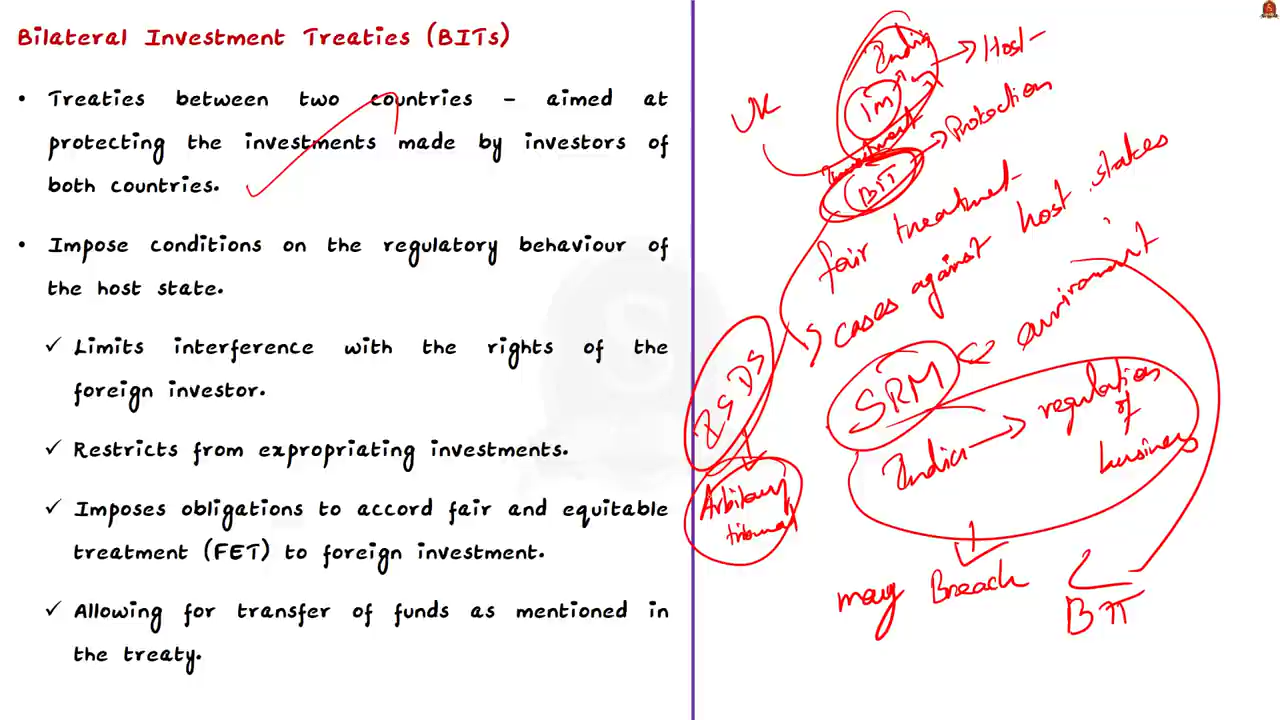 Bilateral Investment Treaties (BITs)
• Treaties between two countries – aimed at
protecting the investments made by investors of
both countries.
• Impose conditions on the regulatory behaviour of
the host state.
✓ Limits interference with the rights of the
foreign investor.
✓ Restricts from expropriating investments.
✓ Imposes obligations to accord fair and equitable
treatment (FET) to foreign investment.
✓ Allowing for transfer of funds as mentioned in
the treaty.
India
Host
UK
1M
Investment
Protection
BIT
fair treatment
cases against host states
environment
ISDS
SRM
India
regulation
of
business
tribunal
may Breach
BIT